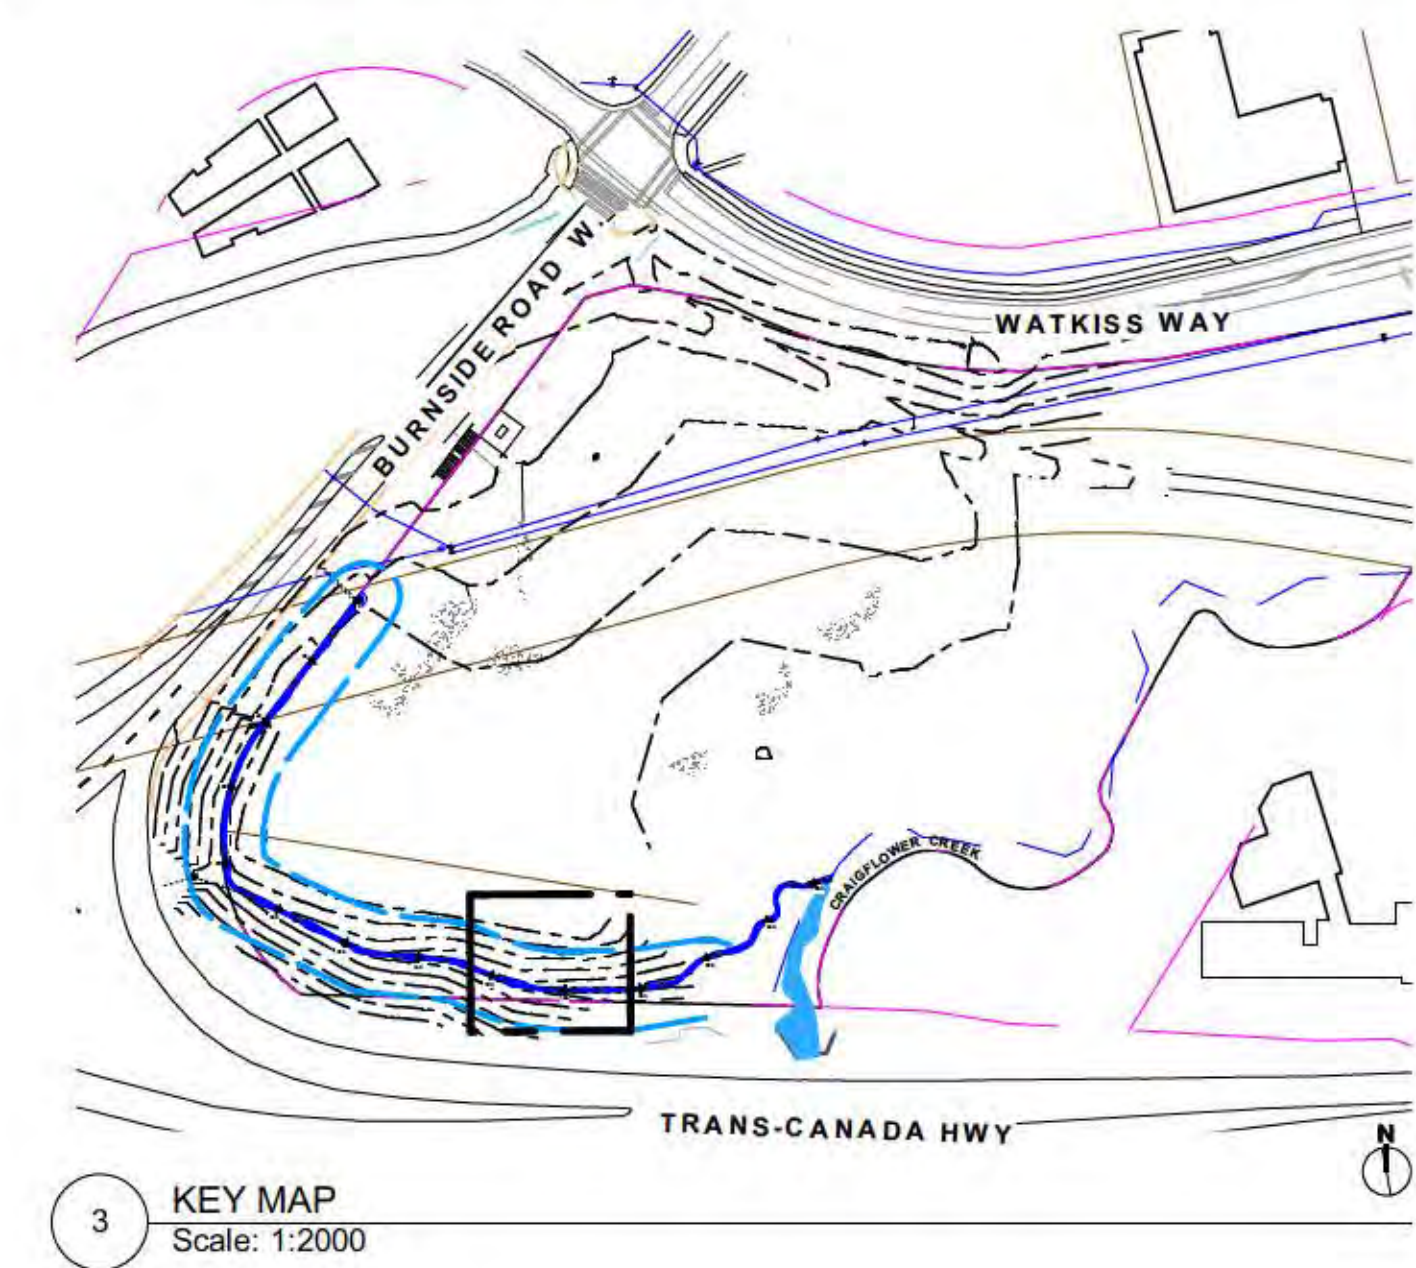 BURNSIDE ROAD W.
WATKISS WAY
CRAIGFLOWER CREEK
TRANS-CANADA HWY
N
3
KEY MAP
Scale: 1:2000